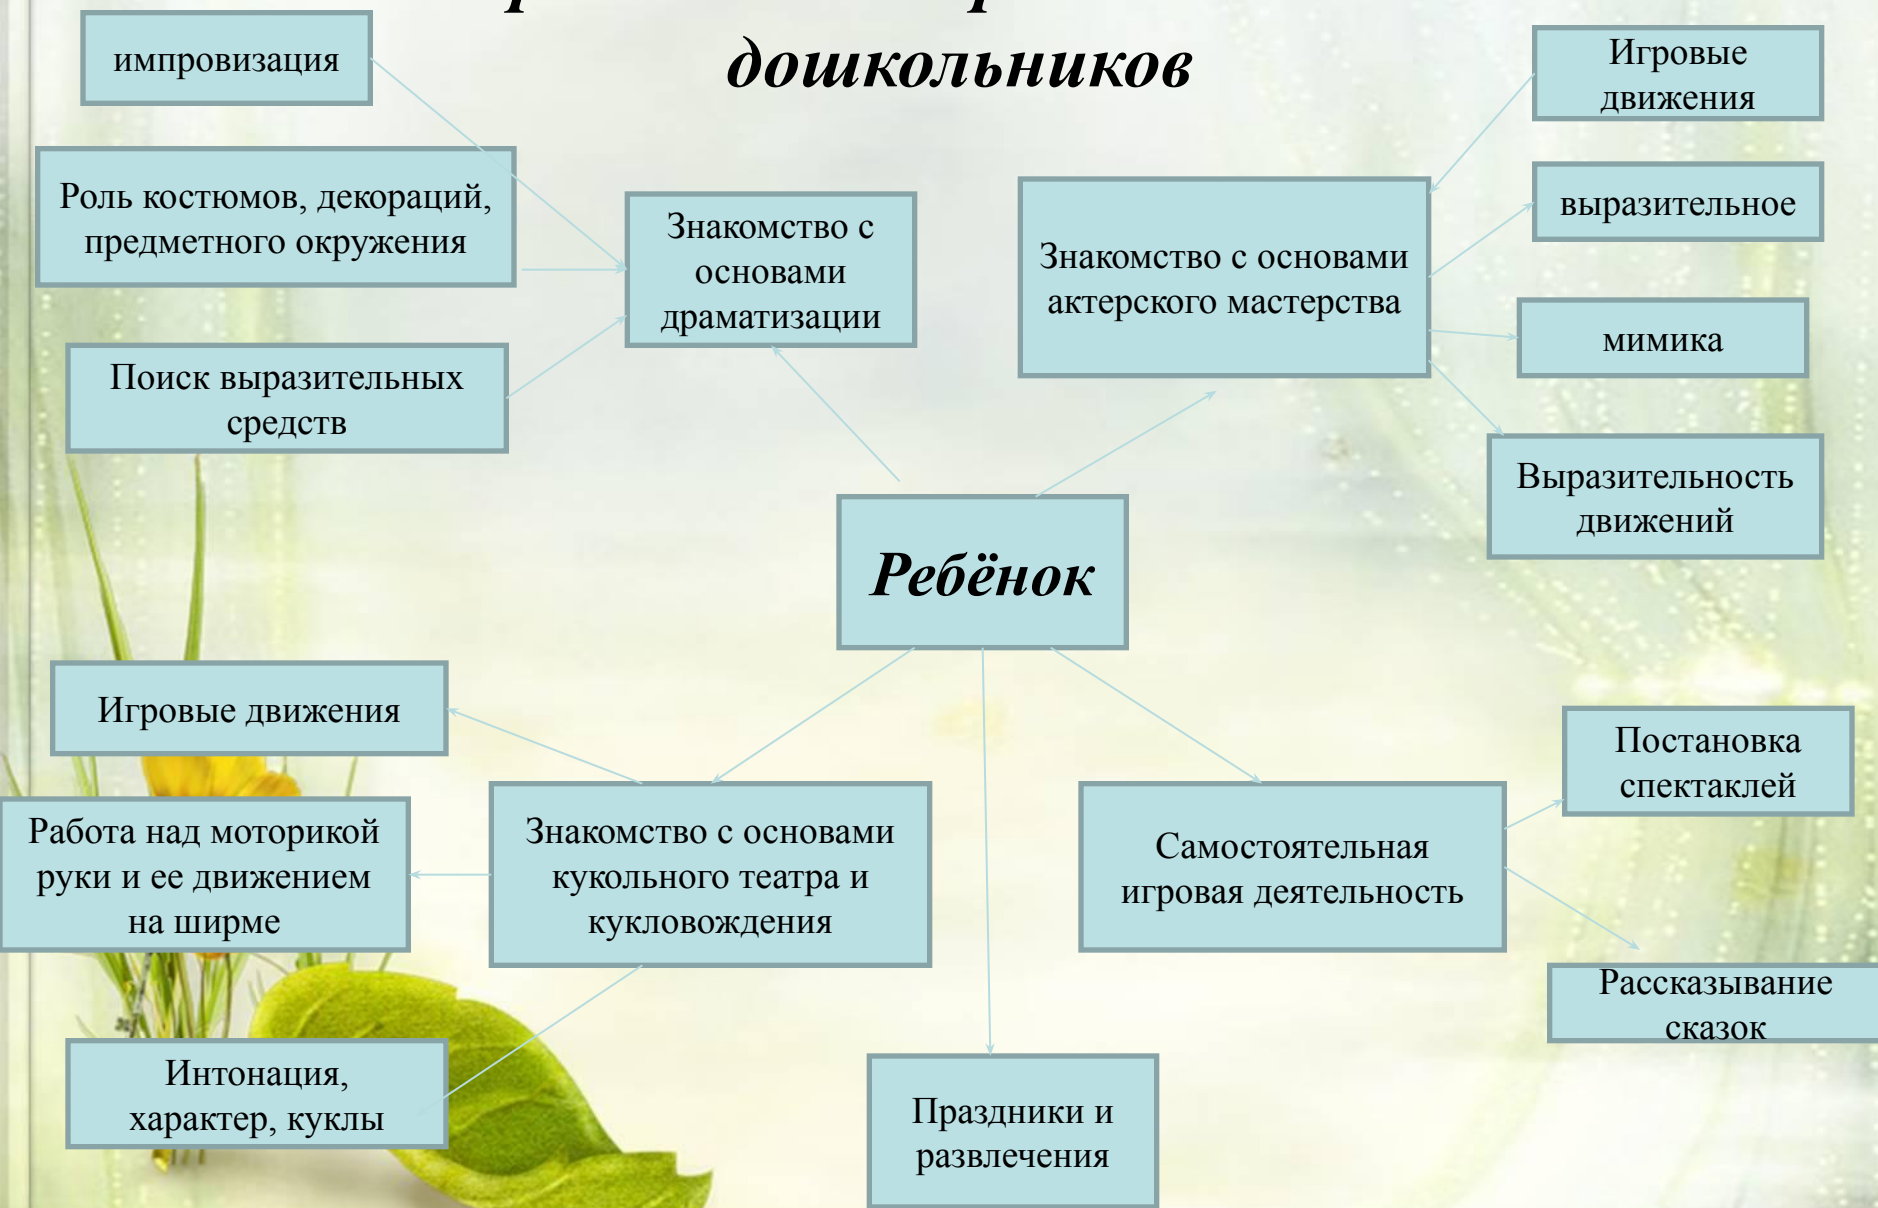 дошкольников
импровизация
Игровые
движения
Роль костюмов, декораций,
предметного окружения
Знакомство с
основами
драматизации
Знакомство с основами
актерского мастерства
выразительное
мимика
Поиск выразительных
средств
Выразительность
движений
Ребёнок
Игровые движения
Постановка
спектаклей
Работа над моторикой
руки и ее движением
на ширме
Знакомство с основами
кукольного театра и
кукловождения
Самостоятельная
игровая деятельность
Рассказывание
сказок
Интонация,
характер, куклы
Праздники и
развлечения